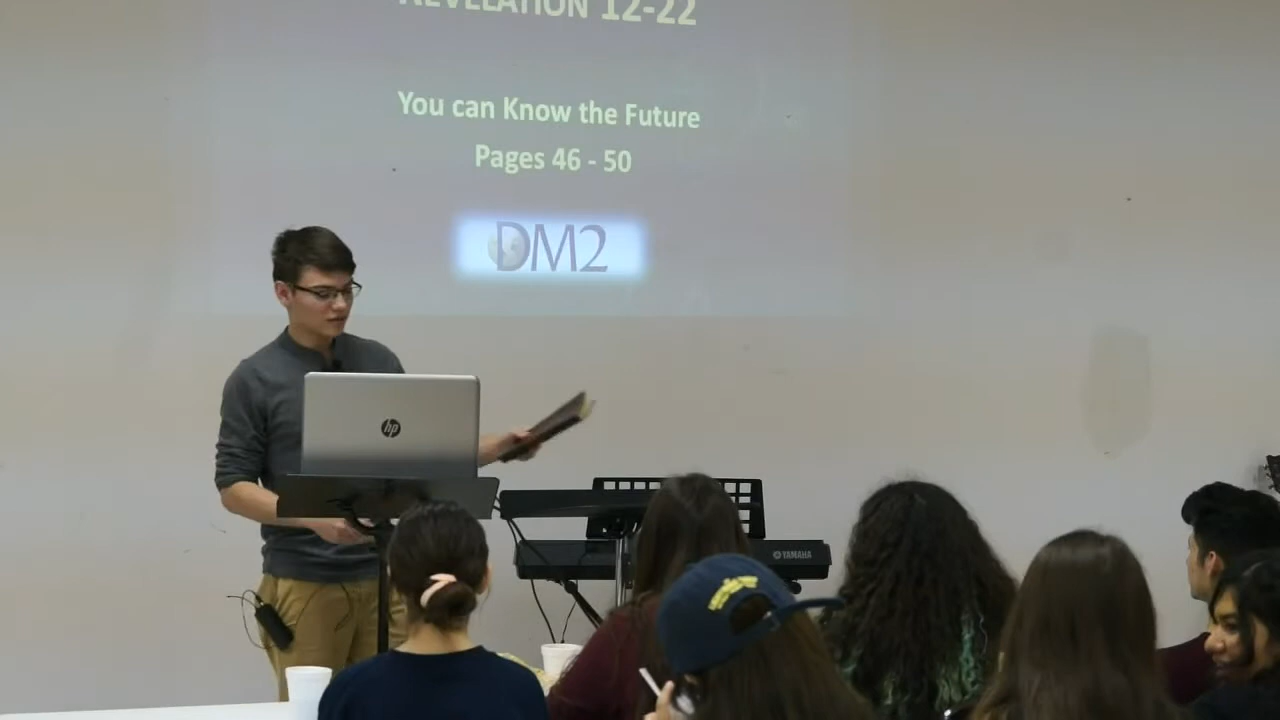 REVELATION 12-22
You can Know the Future
Pages 46 - 50
DM2
hp
YAMAHA